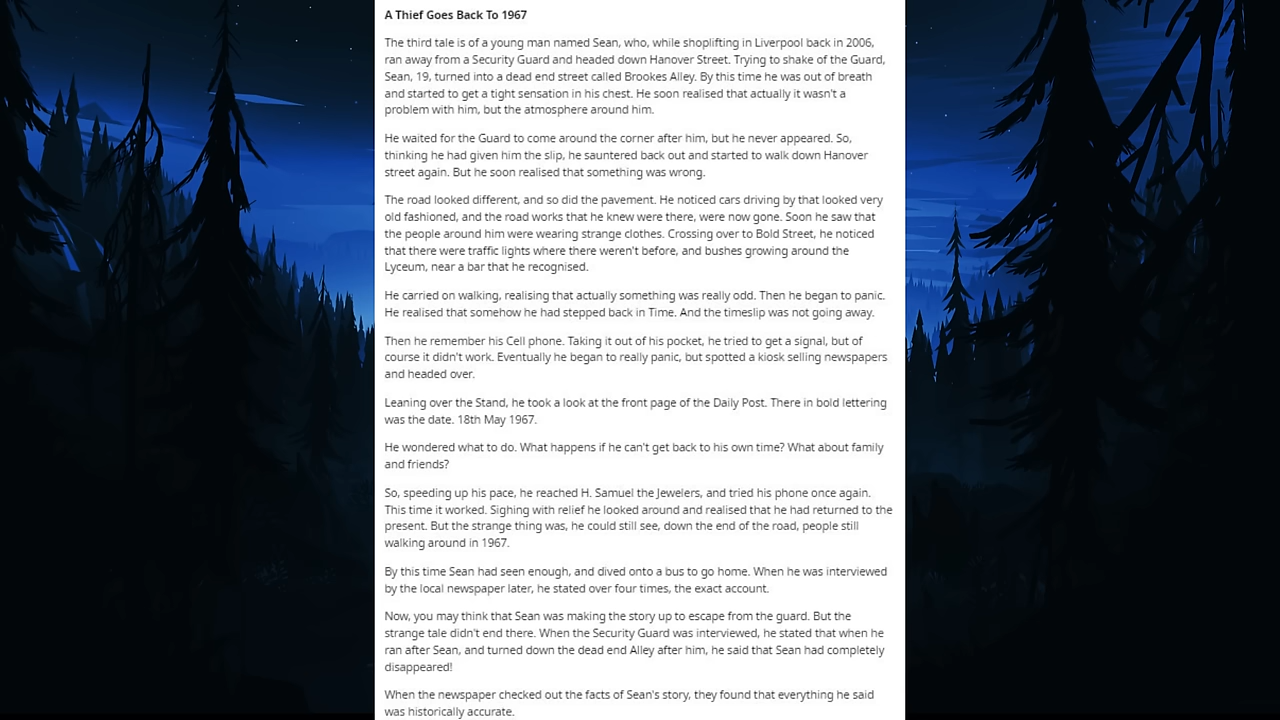 A Thief Goes Back To 1967
The third tale is of a young man named Sean, who, while shoplifting in Liverpool back in 2006,
ran away from a Security Guard and headed down Hanover Street. Trying to shake of the Guard,
Sean, 19, turned into a dead end street called Brookes Alley. By this time he was out of breath
and started to get a tight sensation in his chest. He soon realised that actually it wasn't a
problem with him, but the atmosphere around him.
He waited for the Guard to come around the corner after him, but he never appeared. So,
thinking he had given him the slip, he sauntered back out and started to walk down Hanover
street again. But he soon realised that something was wrong.
The road looked different, and so did the pavement. He noticed cars driving by that looked very
old fashioned, and the road works that he knew were there, were now gone. Soon he saw that
the people around him were wearing strange clothes. Crossing over to Bold Street, he noticed
that there were traffic lights where there weren't before, and bushes growing around the
Lyceum, near a bar that he recognised.
He carried on walking, realising that actually something was really odd. Then he began to panic.
He realised that somehow he had stepped back in Time. And the timeslip was not going away.
Then he remember his Cell phone. Taking it out of his pocket, he tried to get a signal, but of
course it didn't work. Eventually he began to really panic, but spotted a kiosk selling newspapers
and headed over.
Leaning over the Stand, he took a look at the front page of the Daily Post. There in bold lettering
was the date. 18th May 1967.
He wondered what to do. What happens if he can't get back to his own time? What about family
and friends?
So, speeding up his pace, he reached H. Samuel the Jewelers, and tried his phone once again.
This time it worked. Sighing with relief he looked around and realised that he had returned to the
present. But the strange thing was, he could still see, down the end of the road, people still
walking around in 1967.
By this time Sean had seen enough, and dived onto a bus to go home. When he was interviewed
by the local newspaper later, he stated over four times, the exact account.
Now, you may think that Sean was making the story up to escape from the guard. But the
strange tale didn't end there. When the Security Guard was interviewed, he stated that when he
ran after Sean, and turned down the dead end Alley after him, he said that Sean had completely
disappeared!
When the newspaper checked out the facts of Sean's story, they found that everything he said
was historically accurate.